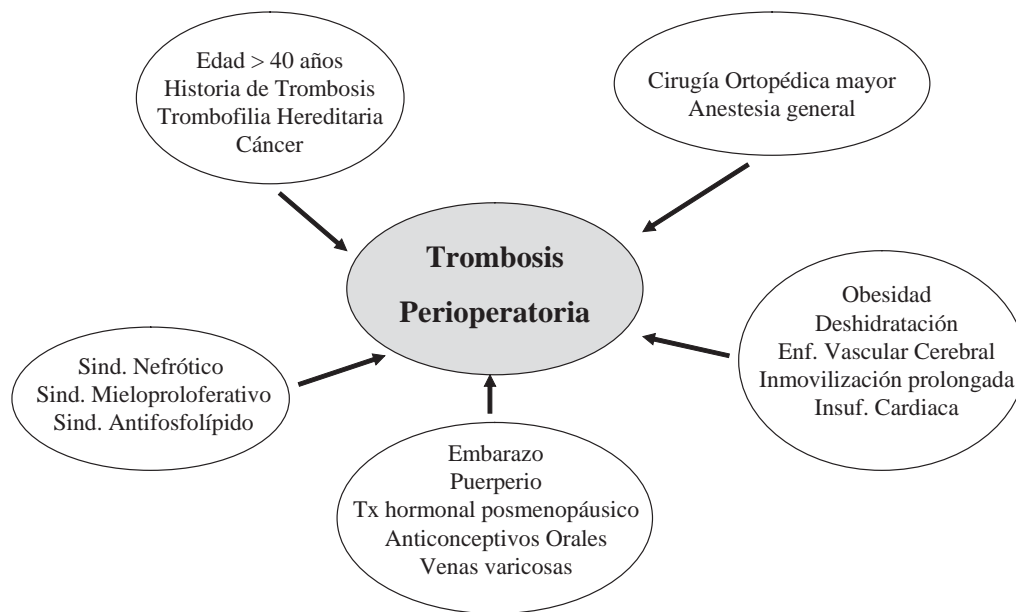 Edad > 40 años
Historia de Trombosis
Trombofilia Hereditaria
Cáncer
Cirugía Ortopédica mayor
Anestesia general
Trombosis
Perioperatoria
Obesidad
Deshidratación
Enf. Vascular Cerebral
Inmovilización prolongada
Insuf. Cardiaca
Sind. Nefrótico
Sind. Mieloproloferativo
Sind. Antifosfolípido
Embarazo
Puerperio
Tx hormonal posmenopáusico
Anticonceptivos Orales
Venas varicosas